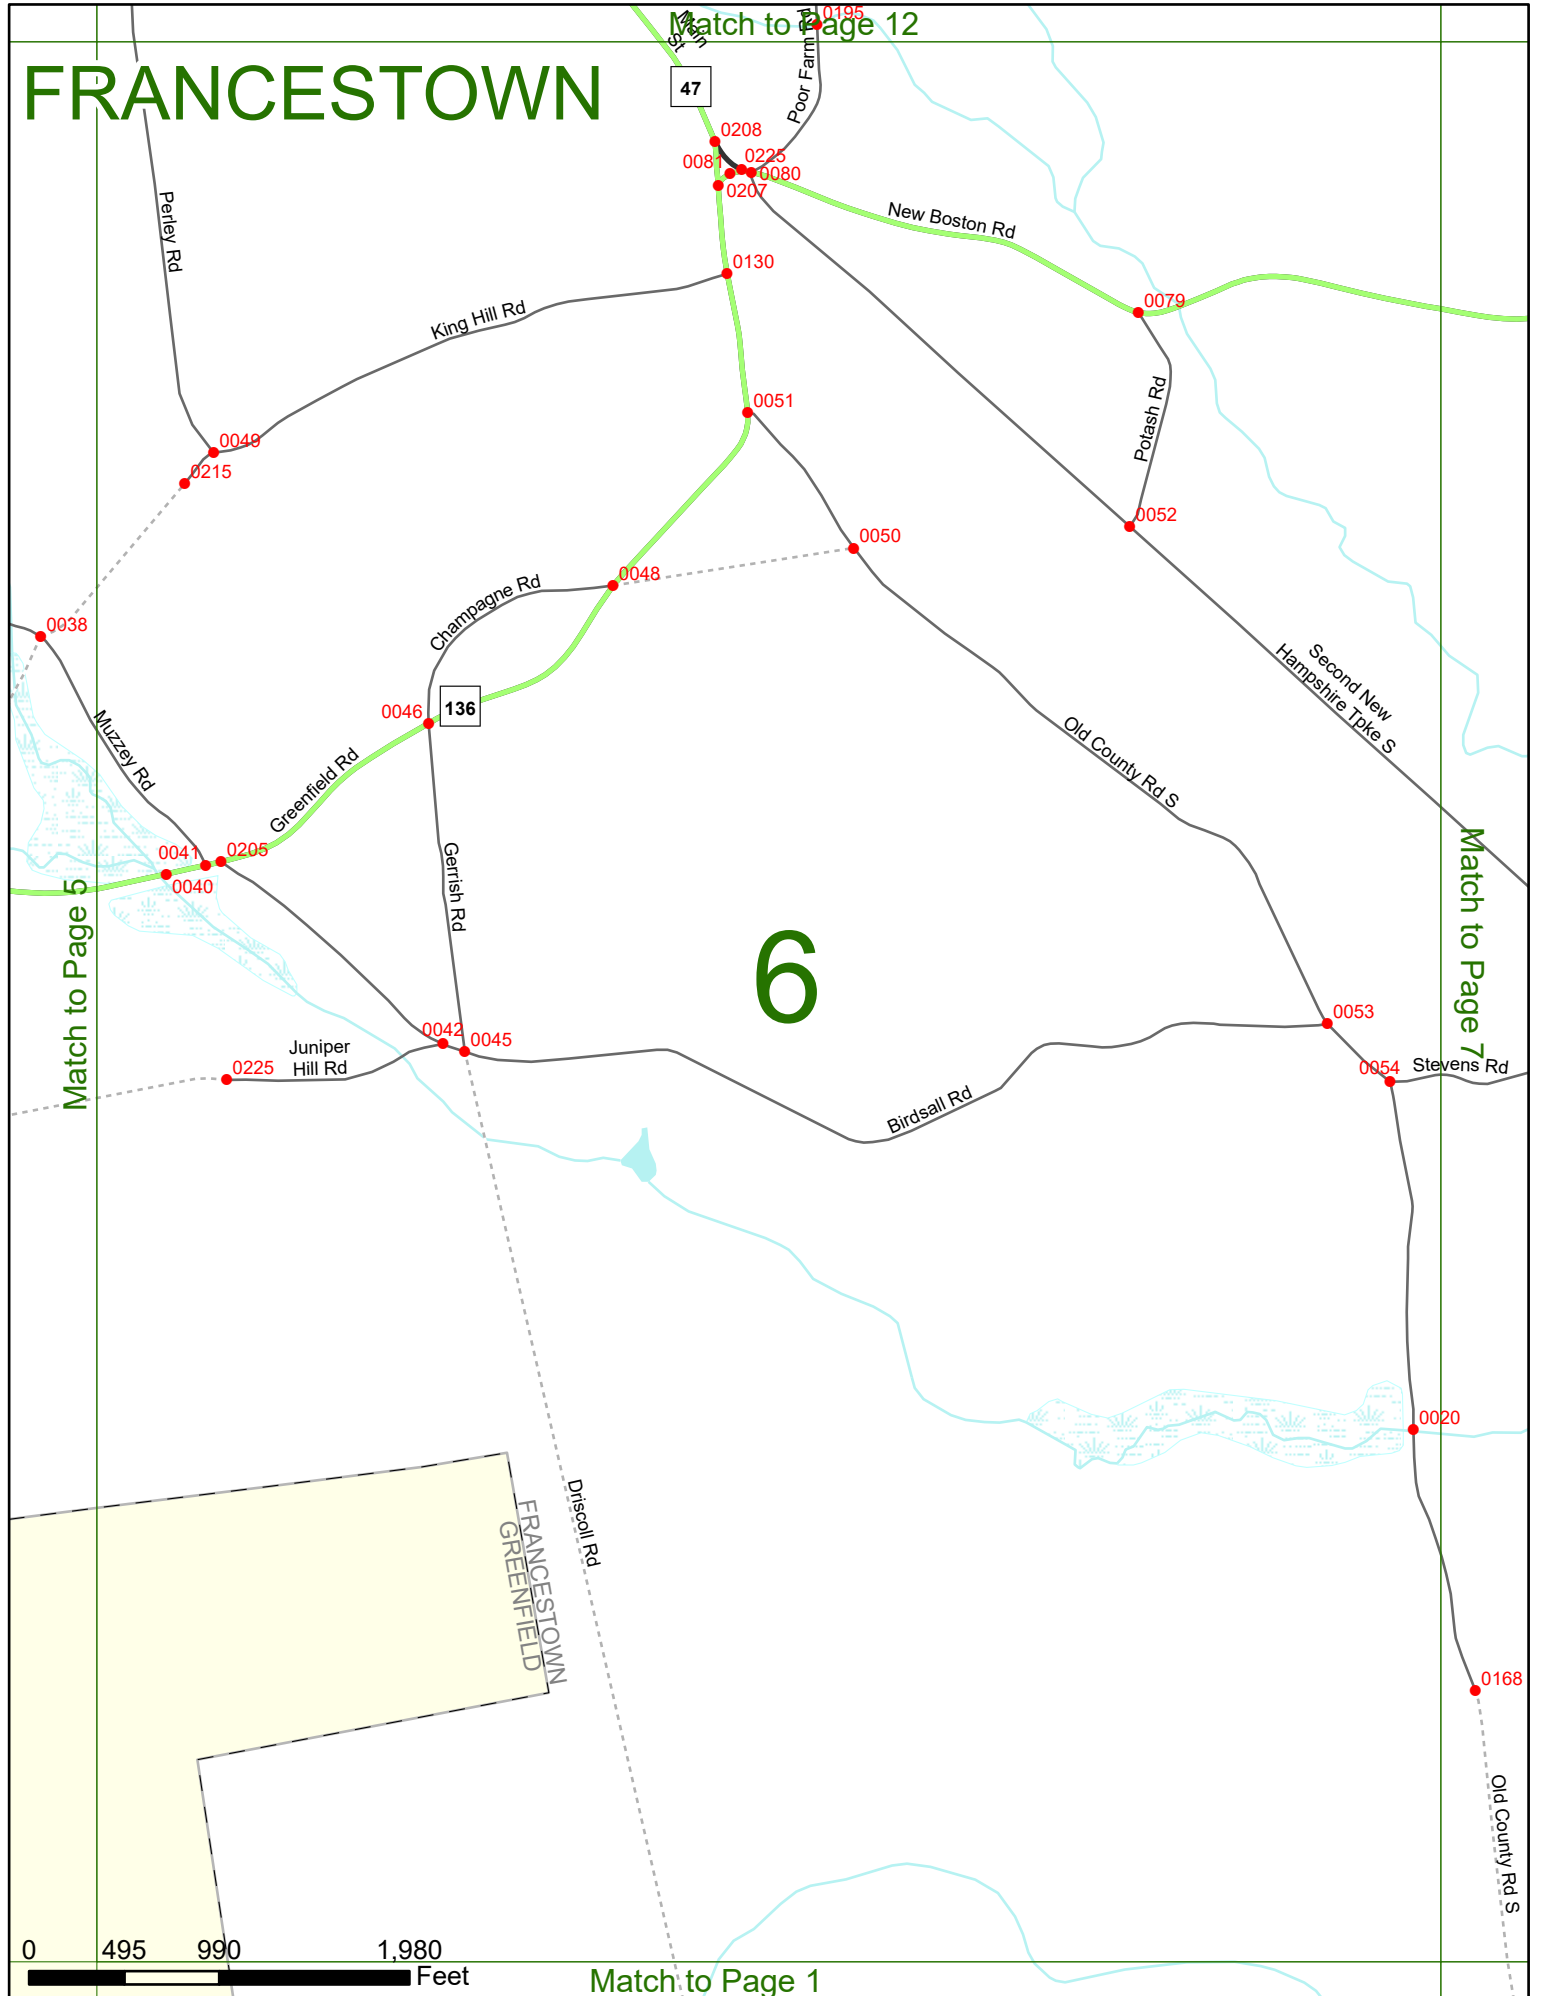 0195
Match to Page 12
Main
St
Poor Farm Rd
FRANCESTOWN
47
0208
0081
0225
0080
0207
Perley Rd
New Boston Rd
0130
0079
King Hill Rd
0051
Potash Rd
0049
0215
0052
0050
0048
Champagne Rd
0038
Second New
Hampshire Tpke S
0046
136
Muzzey Rd
Greenfield Rd
Old County Rd S
0041
0205
0040
Gerrish Rd
Match to Page 5
Match to Page 7
6
0053
0042
0045
Juniper
Hill Rd
0225
0054
Stevens Rd
Birdsall Rd
0020
Driscoll Rd
FRANCESTOWN
GREENFIELD
0168
Old County Rd S
0 495 990 1,980
Feet
Match to Page 1